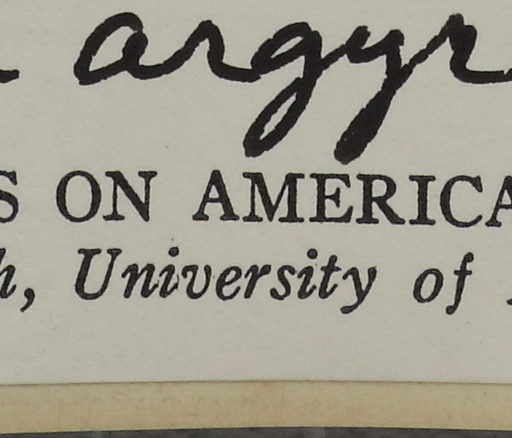 argyr
S ON AMERICA
h, University of